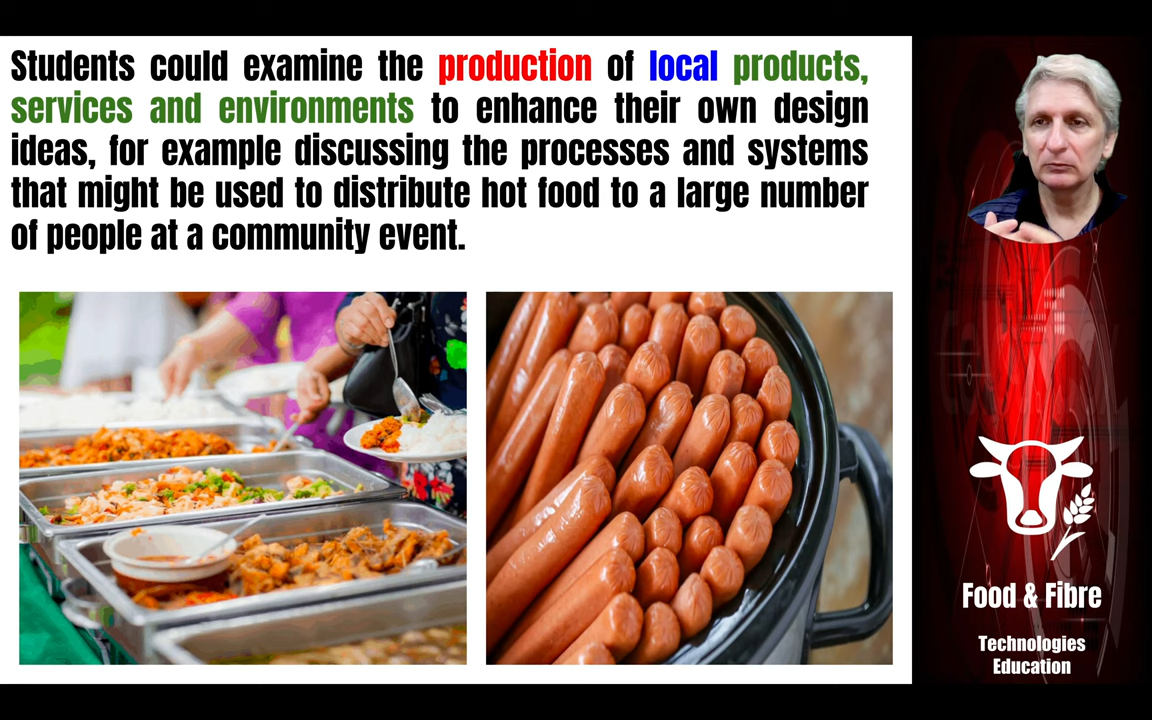 Students could examine the production of local products,
services and environments to enhance their own design
ideas, for example discussing the processes and systems
that might be used to distribute hot food to a large number
of people at a community event.
Food & Fibre
Technologies
Education